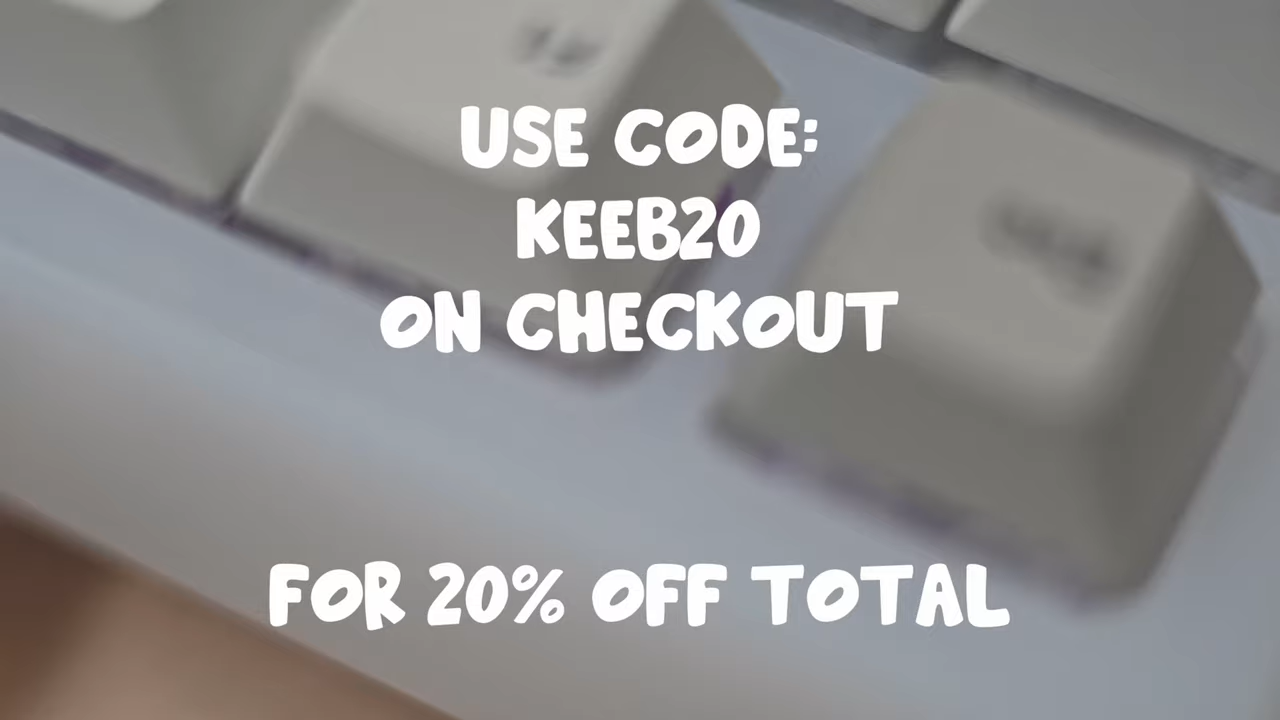 USE CODE:
KEEB20
ON CHECKOUT
FOR 20% OFF TOTAL